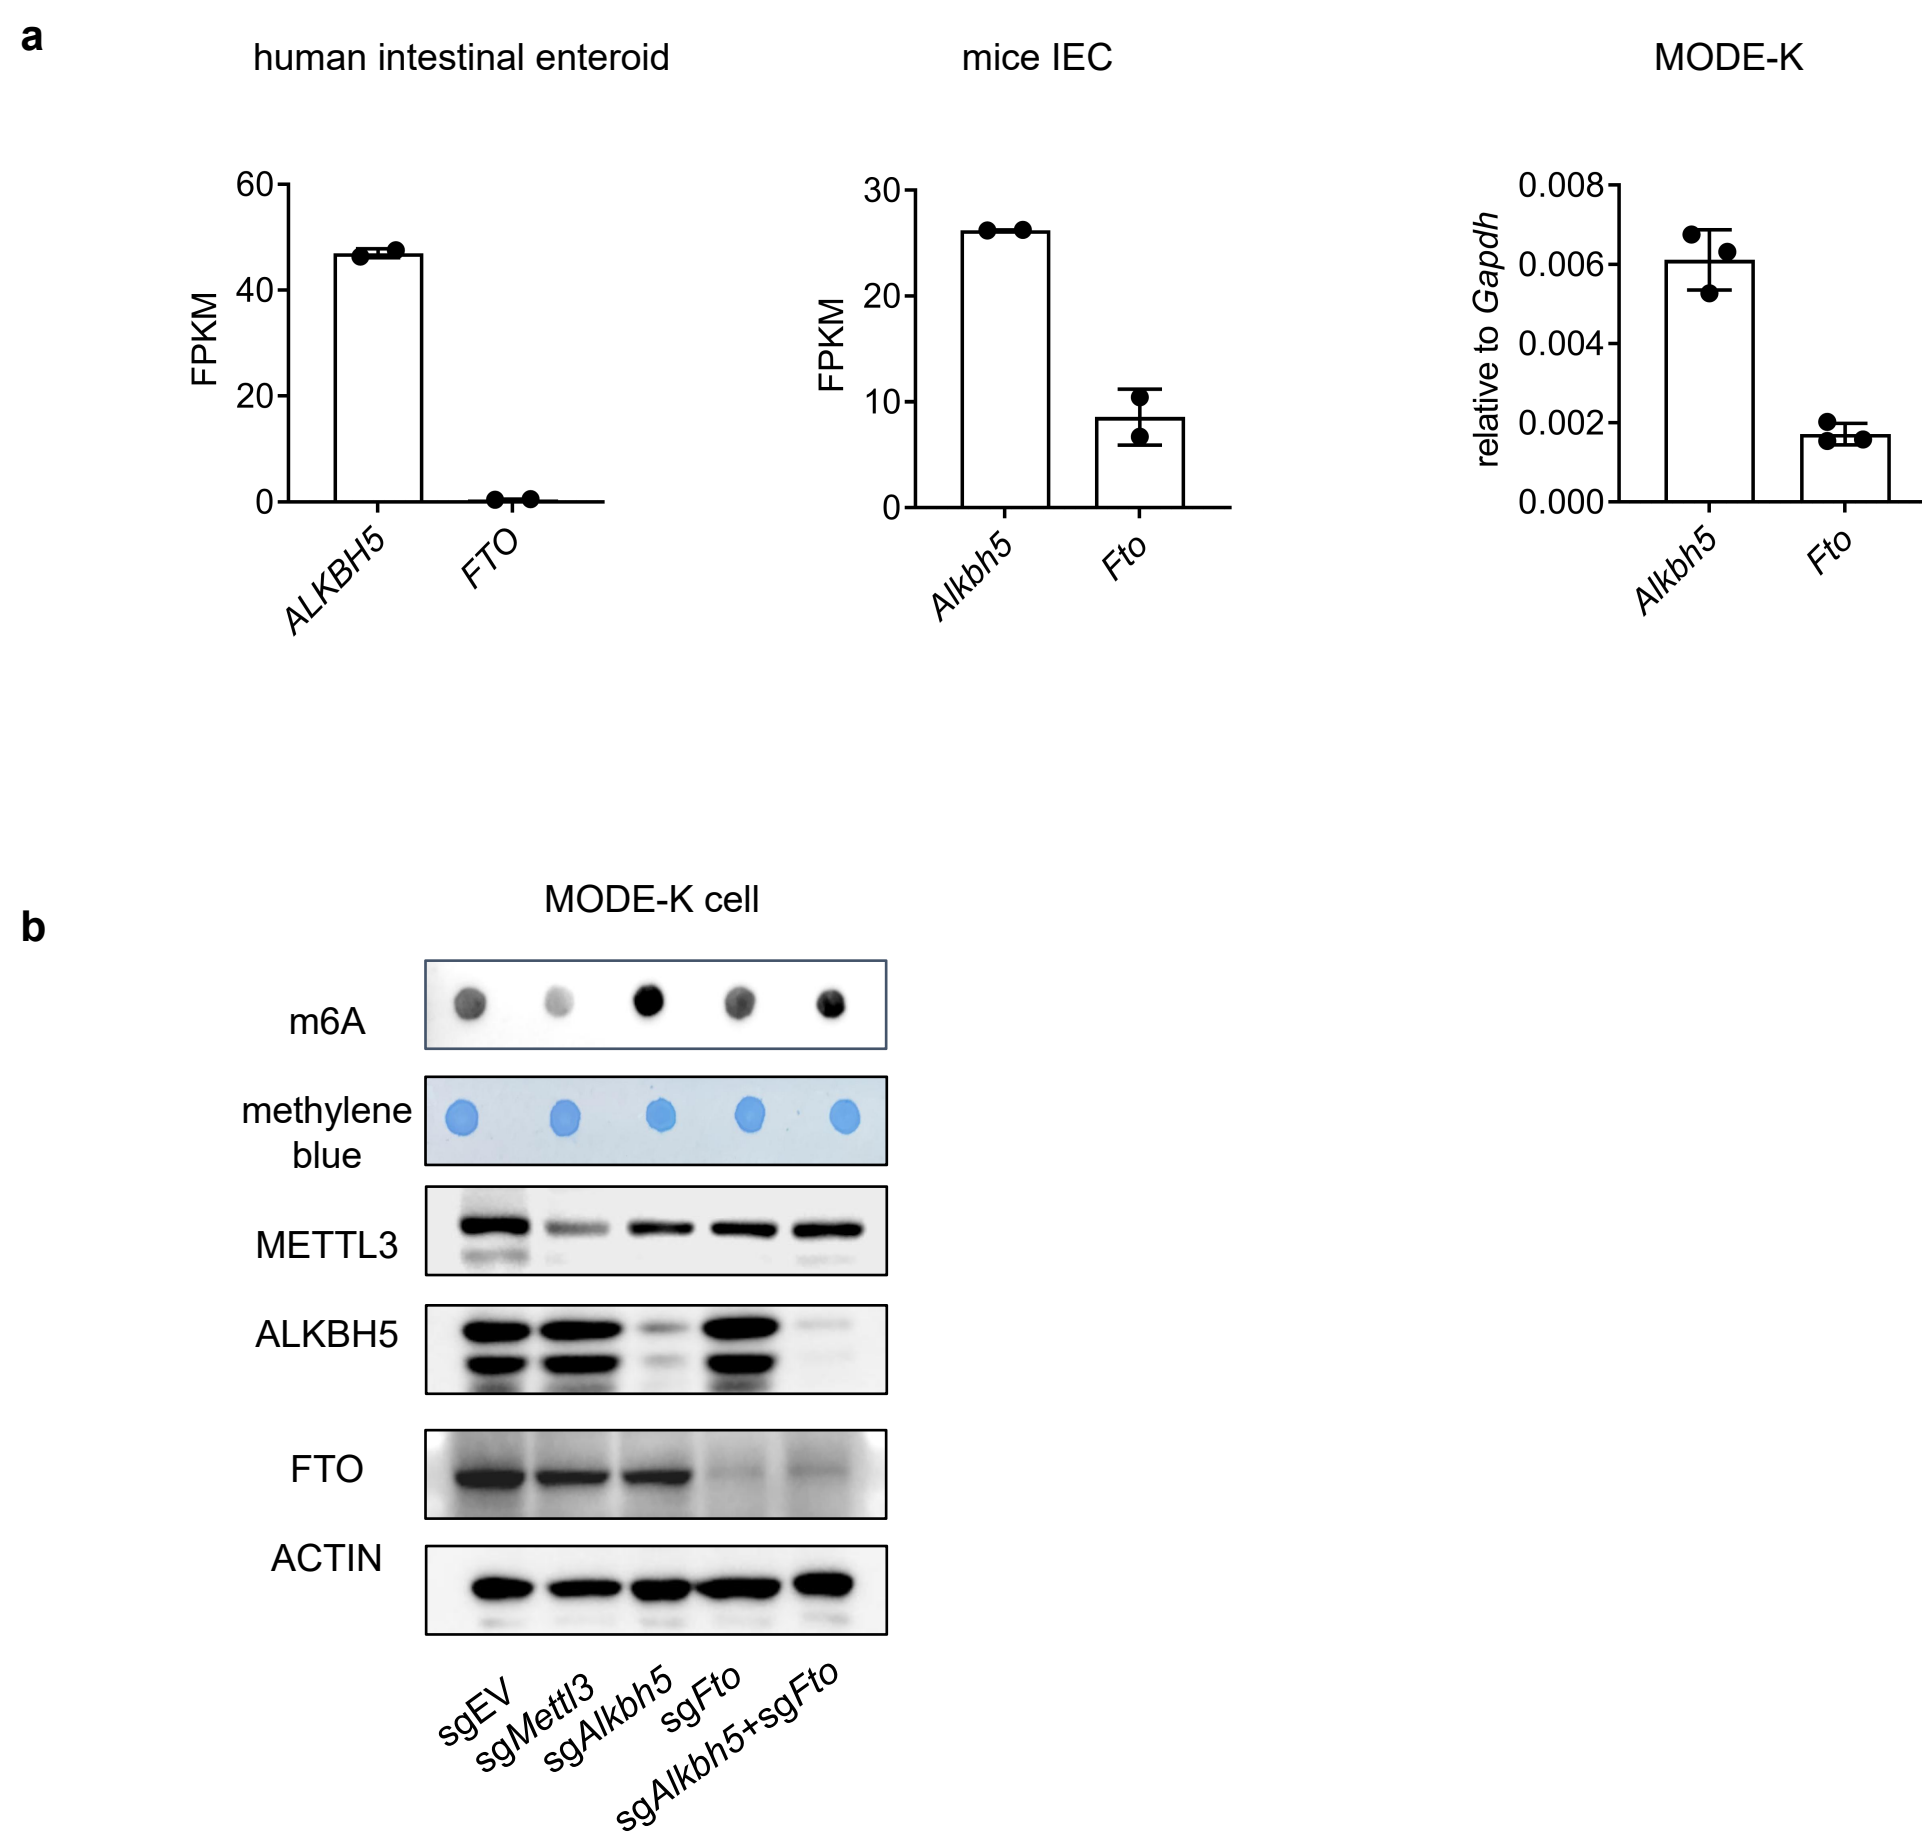 a
human intestinal enteroid
FPKM
60
40
20
0
ALKBH5
FTO
mice IEC
FPKM
30
20
10
0
Alkbh5
Fto
MODE-K
relative to Gapdh
0.008
0.006
0.004
0.002
0.000
Alkbh5
Fto
b
MODE-K cell
m6A
methylene
blue
METTL3
ALKBH5
FTO
ACTIN
sgEV
sgMettl3
sgAlkbh5
sgFto
sgAlkbh5+sgFto